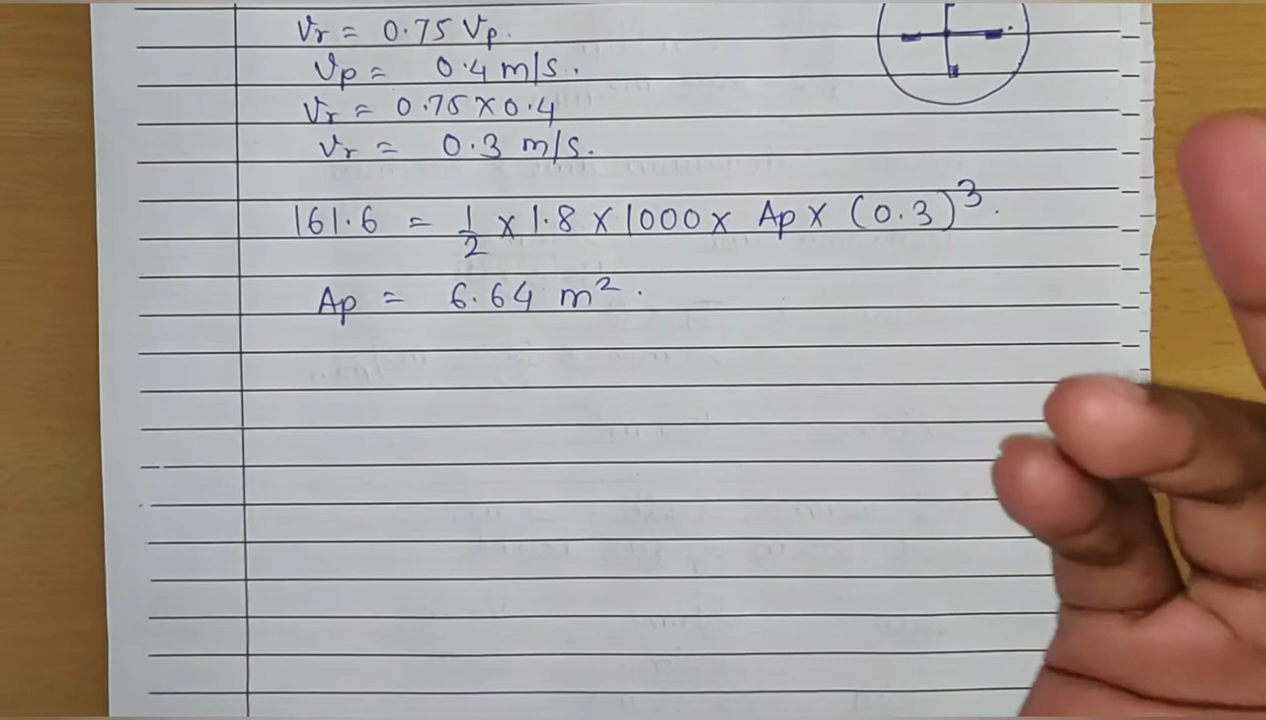 Vr = 0.75 Vp.
Vp = 0.4 m/s.
Vr = 0.75 × 0.4
Vr = 0.3 m/s.
161.6 = 1/2 × 1.8 × 1000 × Ap × (0.3)³.
Ap = 6.64 m².